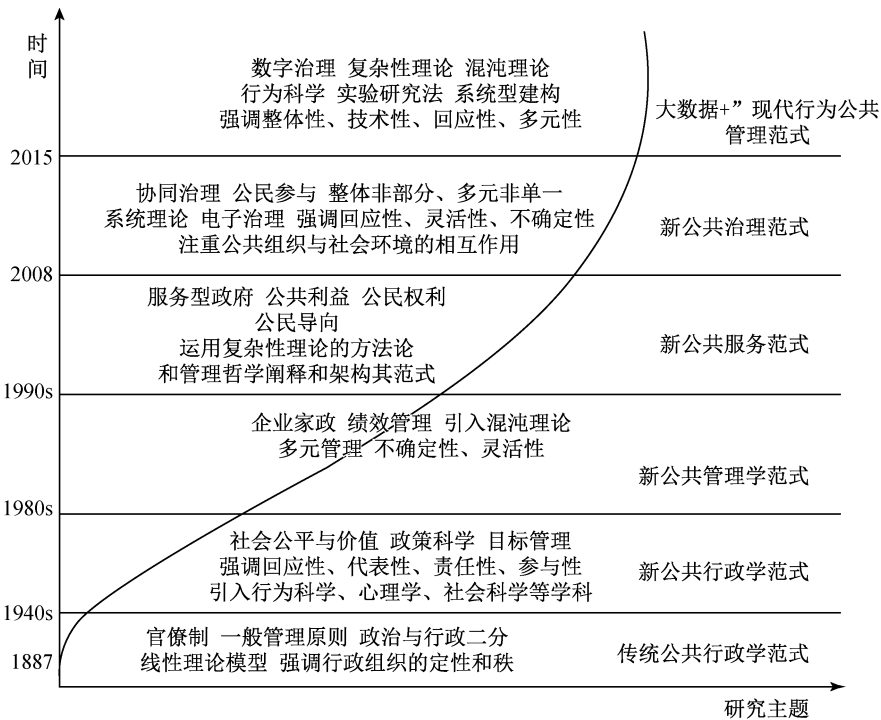 时
间
数字治理 复杂性理论 混沌理论
行为科学 实验研究法 系统型建构
强调整体性、技术性、回应性、多元性
大数据+”现代行为公共
管理范式
2015
协同治理 公民参与 整体非部分、多元非单一
系统理论 电子治理 强调回应性、灵活性、不确定性
注重公共组织与社会环境的相互作用
新公共治理范式
2008
服务型政府 公共利益 公民权利
公民导向
运用复杂性理论的方法论
和管理哲学阐释和架构其范式
新公共服务范式
1990s
企业家政 绩效管理 引入混沌理论
多元管理 不确定性、灵活性
新公共管理学范式
1980s
社会公平与价值 政策科学 目标管理
强调回应性、代表性、责任性、参与性
引入行为科学、心理学、社会科学等学科
新公共行政学范式
1940s
官僚制 一般管理原则 政治与行政二分
线性理论模型 强调行政组织的定性和秩
传统公共行政学范式
1887
研究主题